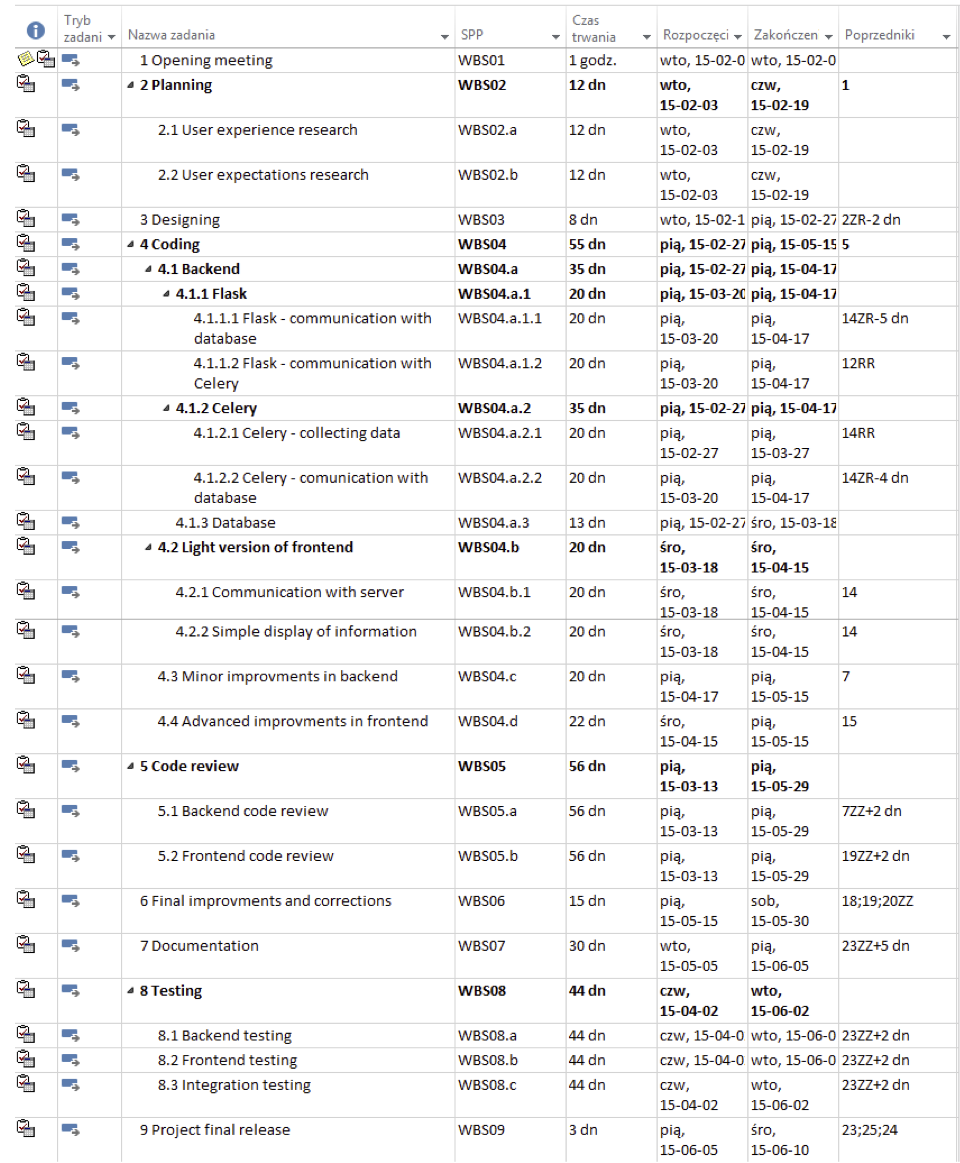 Tryb zadani Nazwa zadania SPP Czas trwania Rozpoczęci Zakończen Poprzedniki
1 Opening meeting WBS01 1 godz. wto, 15-02-0 wto, 15-02-0
2 Planning WBS02 12 dn wto, 15-02-03 czw, 15-02-19 1
2.1 User experience research WBS02.a 12 dn wto, 15-02-03 czw, 15-02-19
2.2 User expectations research WBS02.b 12 dn wto, 15-02-03 czw, 15-02-19
3 Designing WBS03 8 dn wto, 15-02-1 pią, 15-02-27 2ZR-2 dn
4 Coding WBS04 55 dn pią, 15-02-27 pią, 15-05-15 5
4.1 Backend WBS04.a 35 dn pią, 15-02-27 pią, 15-04-17
4.1.1 Flask WBS04.a.1 20 dn pią, 15-03-20 pią, 15-04-17
4.1.1.1 Flask - communication with database WBS04.a.1.1 20 dn pią, 15-03-20 pią, 15-04-17 14ZR-5 dn
4.1.1.2 Flask - communication with Celery WBS04.a.1.2 20 dn pią, 15-03-20 pią, 15-04-17 12RR
4.1.2 Celery WBS04.a.2 35 dn pią, 15-02-27 pią, 15-04-17
4.1.2.1 Celery - collecting data WBS04.a.2.1 20 dn pią, 15-02-27 pią, 15-03-27 14RR
4.1.2.2 Celery - comunication with database WBS04.a.2.2 20 dn pią, 15-03-20 pią, 15-04-17 14ZR-4 dn
4.1.3 Database WBS04.a.3 13 dn pią, 15-02-27 śro, 15-03-18
4.2 Light version of frontend WBS04.b 20 dn śro, 15-03-18 śro, 15-04-15
4.2.1 Communication with server WBS04.b.1 20 dn śro, 15-03-18 śro, 15-04-15 14
4.2.2 Simple display of information WBS04.b.2 20 dn śro, 15-03-18 śro, 15-04-15 14
4.3 Minor improvments in backend WBS04.c 20 dn pią, 15-04-17 pią, 15-05-15 7
4.4 Advanced improvments in frontend WBS04.d 22 dn śro, 15-04-15 pią, 15-05-15 15
5 Code review WBS05 56 dn pią, 15-03-13 pią, 15-05-29
5.1 Backend code review WBS05.a 56 dn pią, 15-03-13 pią, 15-05-29 7ZZ+2 dn
5.2 Frontend code review WBS05.b 56 dn pią, 15-03-13 pią, 15-05-29 19ZZ+2 dn
6 Final improvments and corrections WBS06 15 dn pią, 15-05-15 sob, 15-05-30 18;19;20ZZ
7 Documentation WBS07 30 dn wto, 15-05-05 pią, 15-06-05 23ZZ+5 dn
8 Testing WBS08 44 dn czw, 15-04-02 wto, 15-06-02
8.1 Backend testing WBS08.a 44 dn czw, 15-04-0 wto, 15-06-0 23ZZ+2 dn
8.2 Frontend testing WBS08.b 44 dn czw, 15-04-0 wto, 15-06-0 23ZZ+2 dn
8.3 Integration testing WBS08.c 44 dn czw, 15-04-02 wto, 15-06-02 23ZZ+2 dn
9 Project final release WBS09 3 dn pią, 15-06-05 śro, 15-06-10 23;25;24